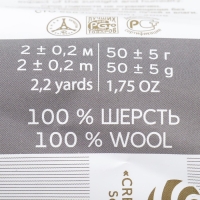 2 ± 0,2 м 50 ± 5 г
2 ± 0,2 m 50 ± 5 g
2,2 yards 1,75 OZ
100 % ШЕРСТЬ
100 % WOOL